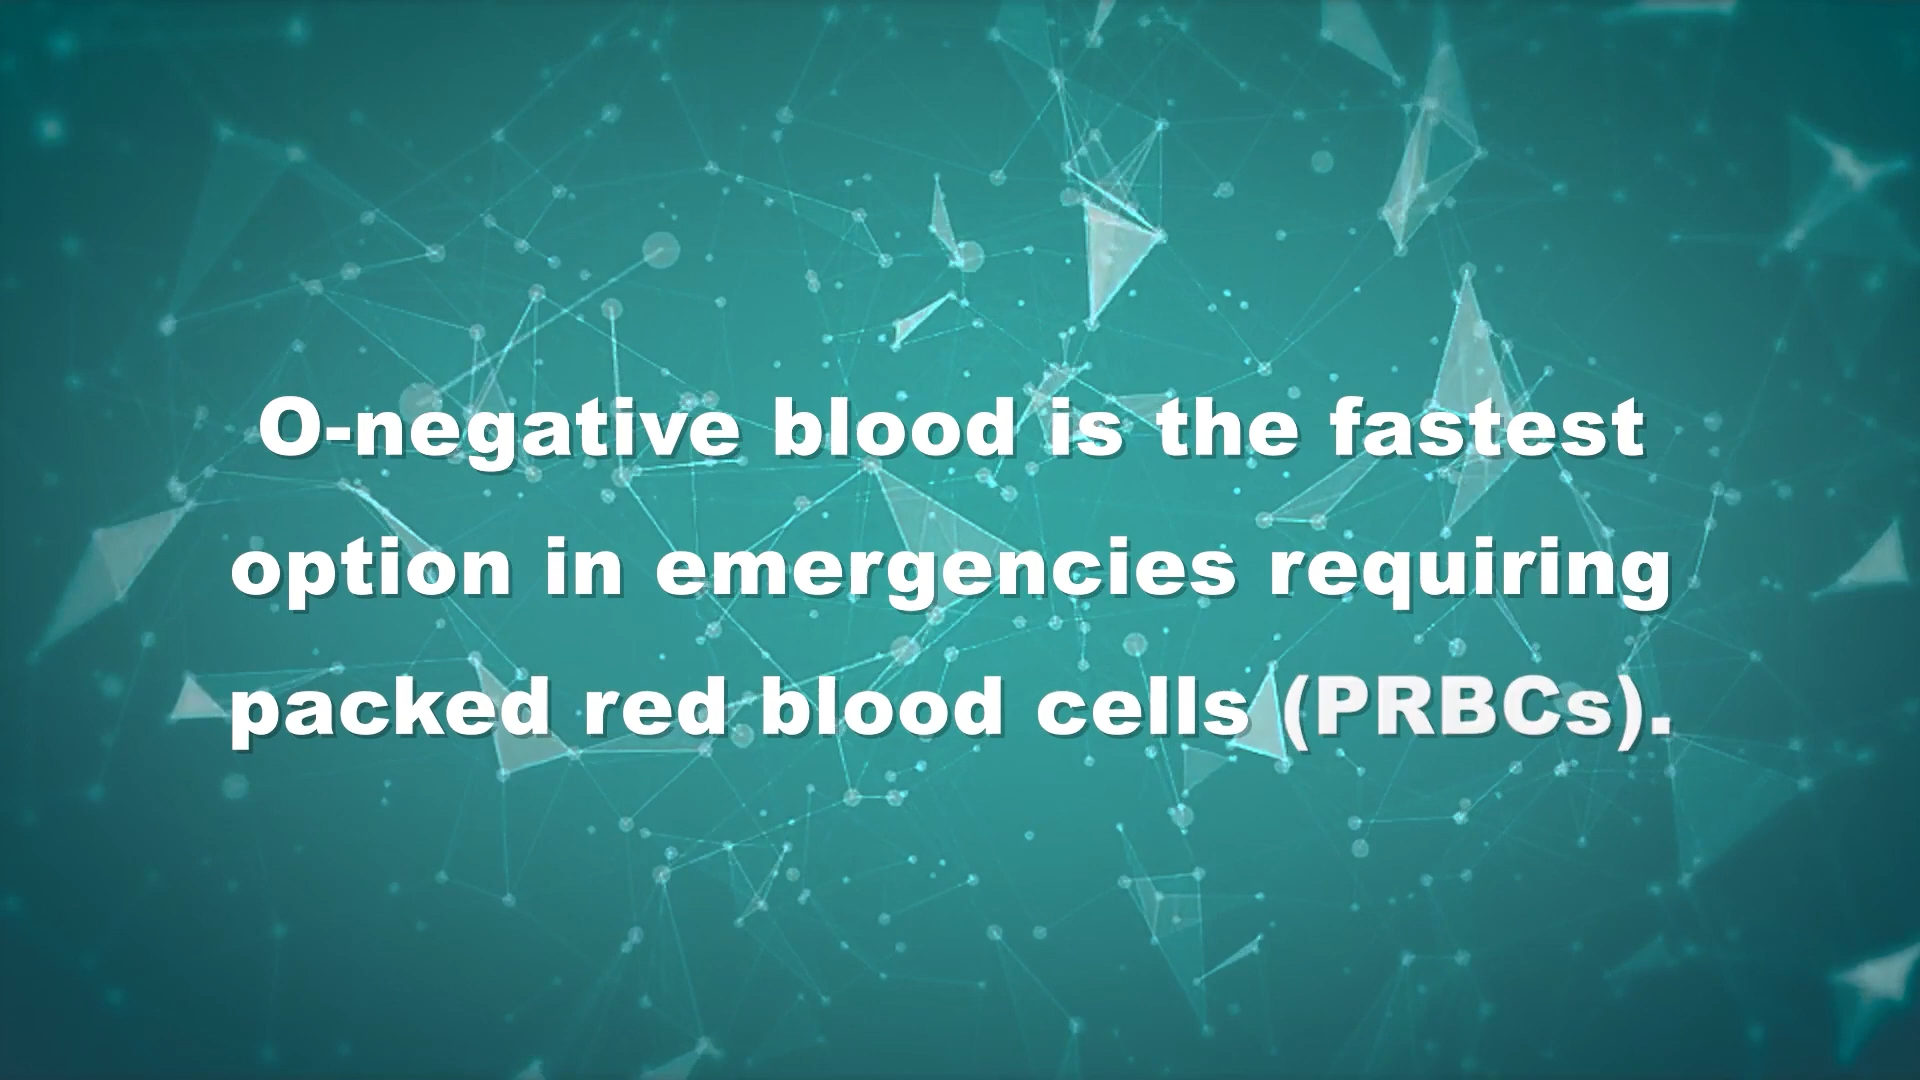 O-negative blood is the fastest
option in emergencies requiring
packed red blood cells (PRBCs).